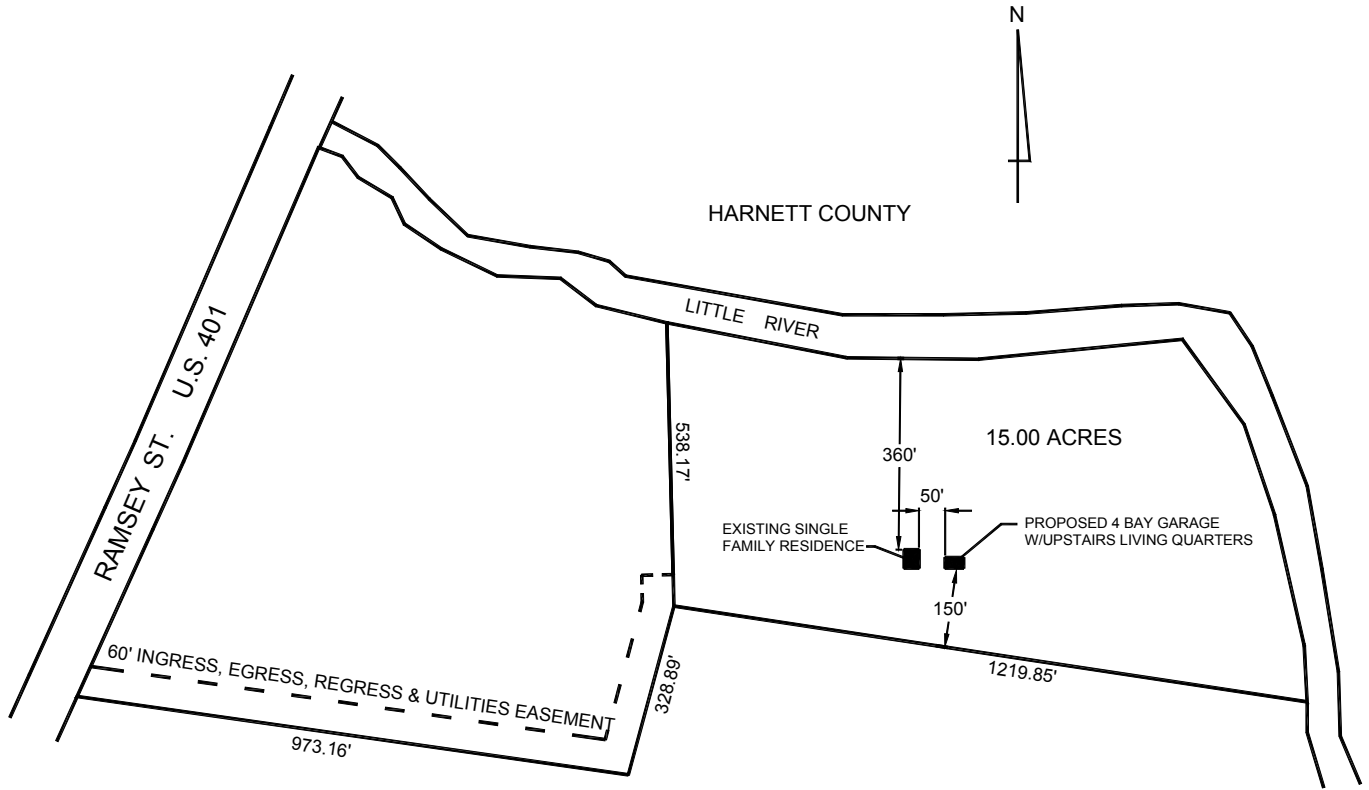 N
HARNETT COUNTY
LITTLE RIVER
RAMSEY ST. U.S. 401
538.17'
360'
15.00 ACRES
50'
EXISTING SINGLE
FAMILY RESIDENCE
PROPOSED 4 BAY GARAGE
W/UPSTAIRS LIVING QUARTERS
150'
1219.85'
60' INGRESS, EGRESS, REGRESS & UTILITIES EASEMENT
328.89'
973.16'